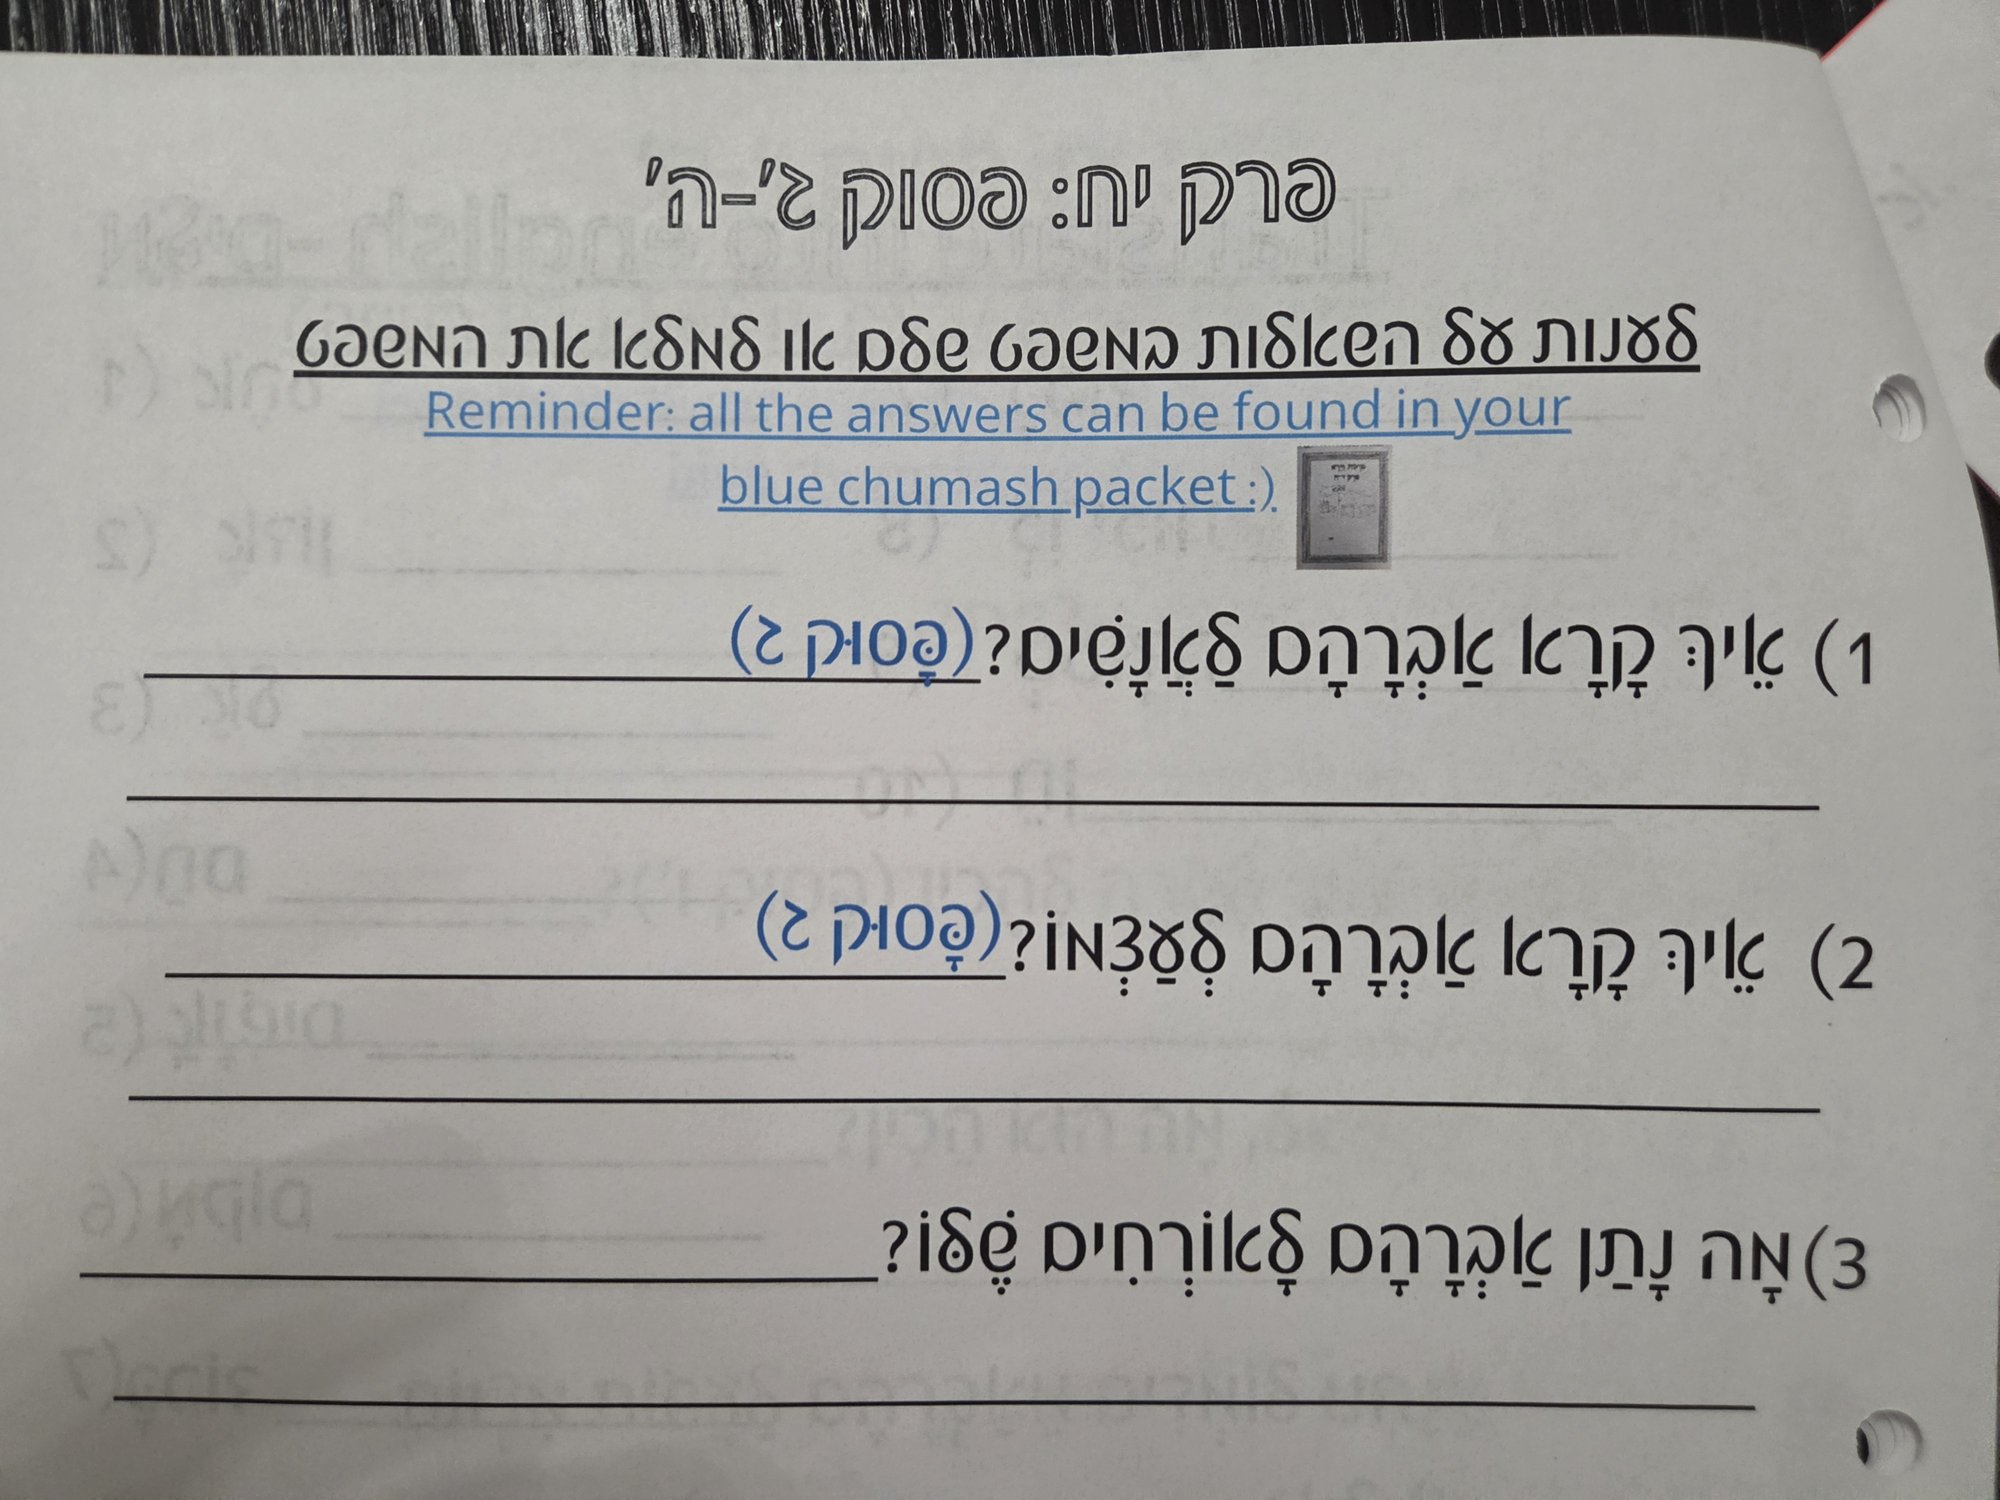 פרק יח: פסוק ג'-ה'
לענות על השאלות במשפט שלם או למלא את המשפט
Reminder: all the answers can be found in your
blue chumash packet :)
1) אֵיךְ קָרָא אַבְרָהָם לַאֲנָשִׁים? (פָּסוּק ג)
2) אֵיךְ קָרָא אַבְרָהָם לְעַצְמוֹ? (פָּסוּק ג)
3) מָה נָתַן אַבְרָהָם לָאוֹרְחִים שֶׁלּוֹ?